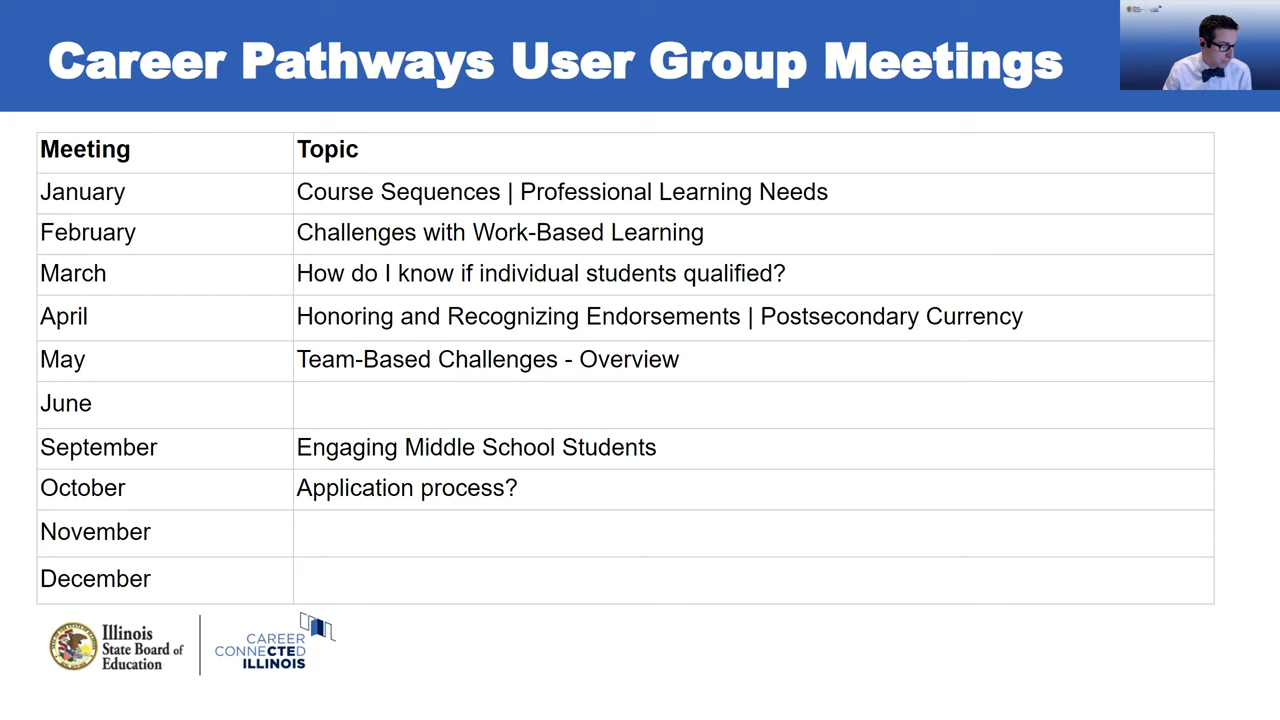 Career Pathways User Group Meetings
Meeting Topic
January Course Sequences | Professional Learning Needs
February Challenges with Work-Based Learning
March How do I know if individual students qualified?
April Honoring and Recognizing Endorsements | Postsecondary Currency
May Team-Based Challenges - Overview
June
September Engaging Middle School Students
October Application process?
November
December
Illinois
State Board of
Education
CAREER
CONNECTED
ILLINOIS